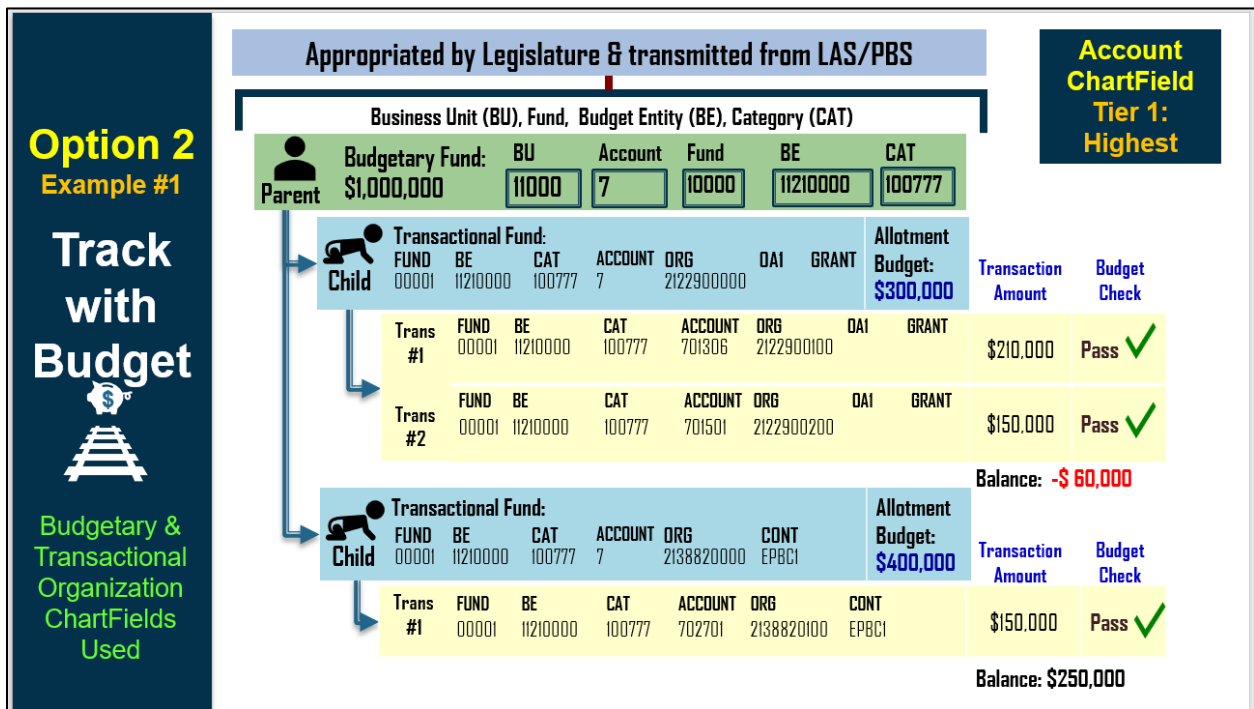 Option 2
Example #1
Track
with
Budget
$
Budgetary &
Transactional
Organization
ChartFields
Used
Appropriated by Legislature & transmitted from LAS/PBS
Account
ChartField
Tier 1:
Highest
Business Unit (BU), Fund, Budget Entity (BE), Category (CAT)
Parent
Budgetary Fund: BU Account Fund BE CAT
$1,000,000 11000 7 10000 11210000 100777
Child
Transactional Fund:
FUND BE CAT ACCOUNT ORG OA1 GRANT
00001 11210000 100777 7 2122900000
Allotment
Budget:
$300,000
Transaction
Amount
Budget
Check
Trans
#1
FUND BE CAT ACCOUNT ORG OA1 GRANT
00001 11210000 100777 701306 2122900100
$210,000 Pass
Trans
#2
FUND BE CAT ACCOUNT ORG OA1 GRANT
00001 11210000 100777 701501 2122900200
$150,000 Pass
Balance: -$ 60,000
Child
Transactional Fund:
FUND BE CAT ACCOUNT ORG CONT
00001 11210000 100777 7 2138820000 EPBC1
Allotment
Budget:
$400,000
Transaction
Amount
Budget
Check
Trans
#1
FUND BE CAT ACCOUNT ORG CONT
00001 11210000 100777 702701 2138820100 EPBC1
$150,000 Pass
Balance: $250,000